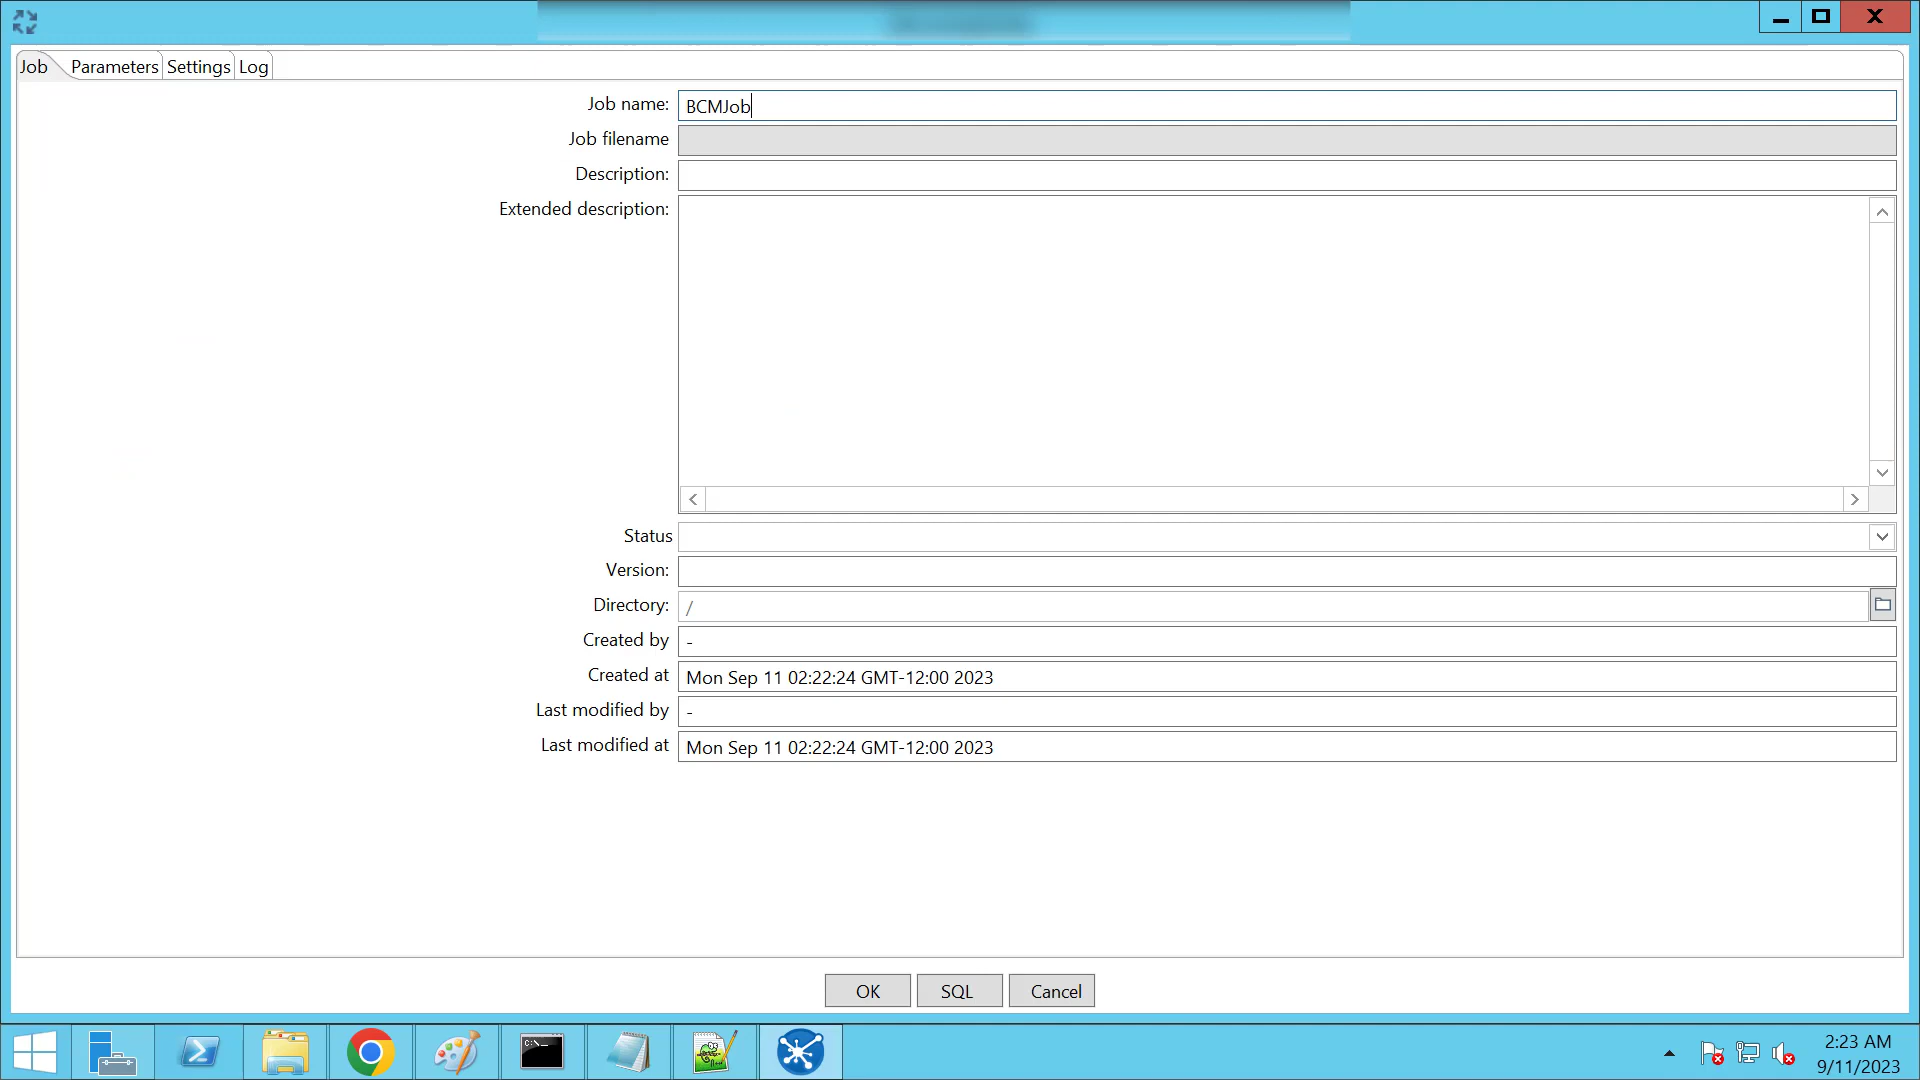 Job Parameters Settings Log
Job name: BCMJob
Job filename
Description:
Extended description:
Status
Version:
Directory: /
Created by -
Created at Mon Sep 11 02:22:24 GMT-12:00 2023
Last modified by -
Last modified at Mon Sep 11 02:22:24 GMT-12:00 2023
OK SQL Cancel
C:\_
2:23 AM
9/11/2023